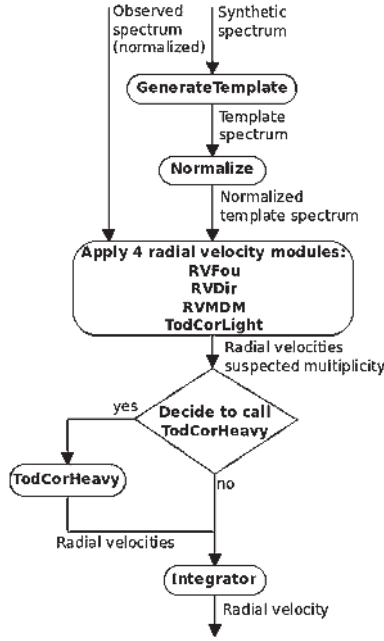 Observed
spectrum
(normalized)
Synthetic
spectrum
GenerateTemplate
Template
spectrum
Normalize
Normalized
template spectrum
Apply 4 radial velocity modules:
RVFou
RVDir
RVMDM
TodCorLight
Radial velocities
suspected multiplicity
Decide to call
TodCorHeavy
yes
no
TodCorHeavy
Radial velocities
Integrator
Radial velocity